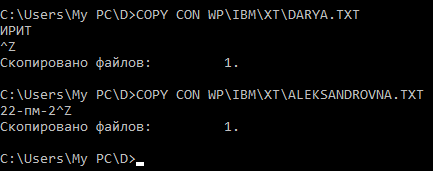 C:\Users\My PC\D>COPY CON WP\IBM\XT\DARYA.TXT
ИРИТ
^Z
Скопировано файлов:         1.
C:\Users\My PC\D>COPY CON WP\IBM\XT\ALEKSANDROVNA.TXT
22-пм-2^Z
Скопировано файлов:         1.
C:\Users\My PC\D>